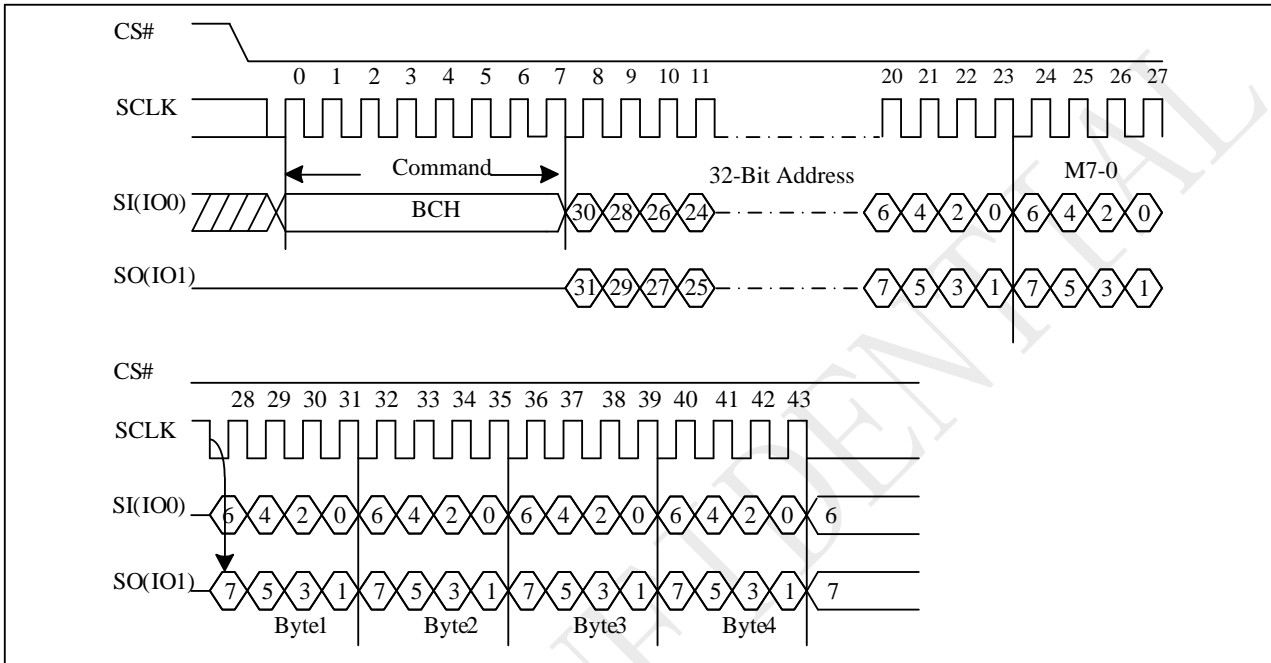 CS#
0 1 2 3 4 5 6 7 8 9 10 11 20 21 22 23 24 25 26 27
SCLK
Command 32-Bit Address M7-0
SI(IO0) BCH 30 28 26 24 6 4 2 0 6 4 2 0
SO(IO1) 31 29 27 25 7 5 3 1 7 5 3 1
CS#
28 29 30 31 32 33 34 35 36 37 38 39 40 41 42 43
SCLK
SI(IO0) 6 4 2 0 6 4 2 0 6 4 2 0 6 4 2 0 6
SO(IO1) 7 5 3 1 7 5 3 1 7 5 3 1 7 5 3 1 7
Byte1 Byte2 Byte3 Byte4